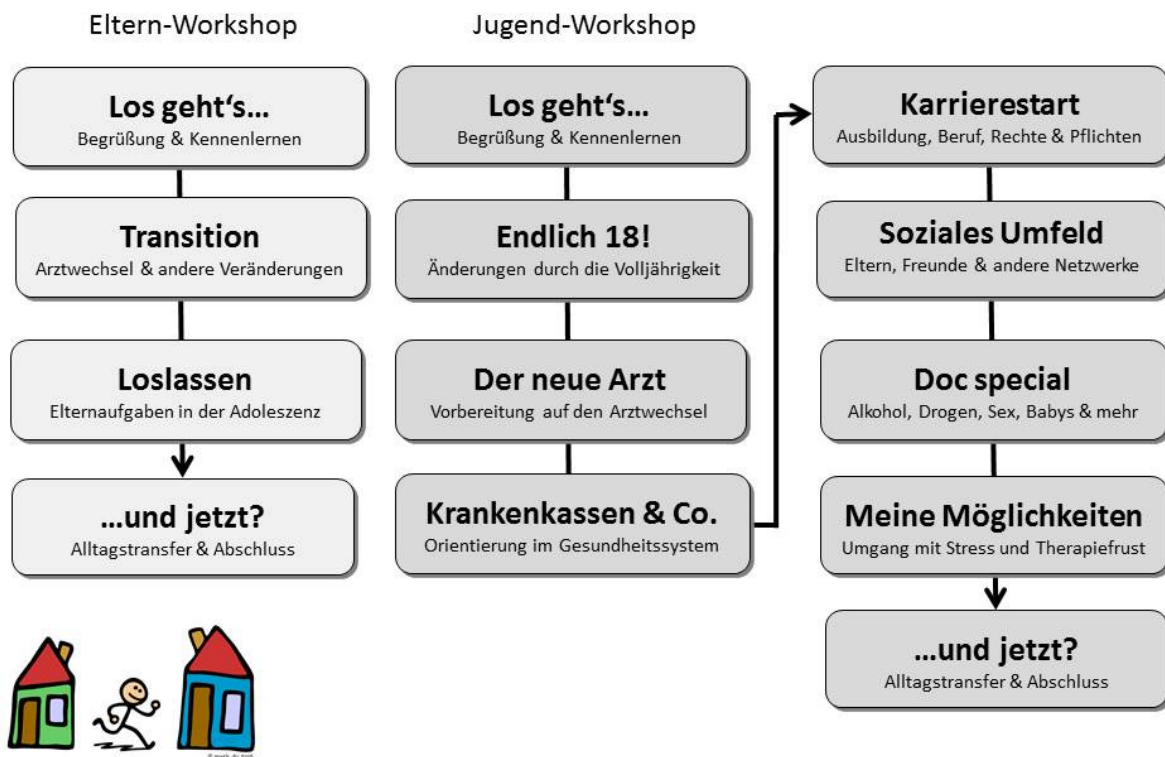 Eltern-Workshop
Los geht‘s...
Begrüßung & Kennenlernen
Transition
Arztwechsel & andere Veränderungen
Loslassen
Elternaufgaben in der Adoleszenz
...und jetzt?
Alltagstransfer & Abschluss
Jugend-Workshop
Los geht‘s...
Begrüßung & Kennenlernen
Endlich 18!
Änderungen durch die Volljährigkeit
Der neue Arzt
Vorbereitung auf den Arztwechsel
Krankenkassen & Co.
Orientierung im Gesundheitssystem
Karrierestart
Ausbildung, Beruf, Rechte & Pflichten
Soziales Umfeld
Eltern, Freunde & andere Netzwerke
Doc special
Alkohol, Drogen, Sex, Babys & mehr
Meine Möglichkeiten
Umgang mit Stress und Therapiefrust
...und jetzt?
Alltagstransfer & Abschluss